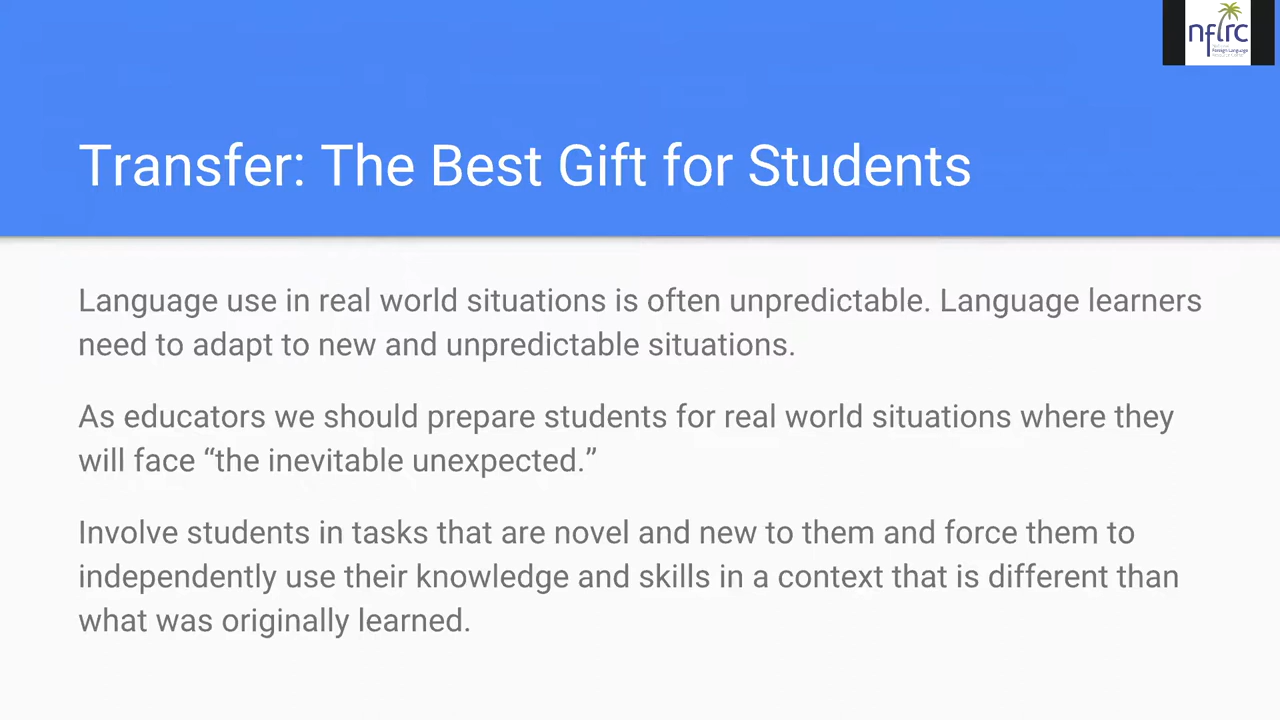 nflrc
Transfer: The Best Gift for Students
Language use in real world situations is often unpredictable. Language learners
need to adapt to new and unpredictable situations.
As educators we should prepare students for real world situations where they
will face “the inevitable unexpected.”
Involve students in tasks that are novel and new to them and force them to
independently use their knowledge and skills in a context that is different than
what was originally learned.